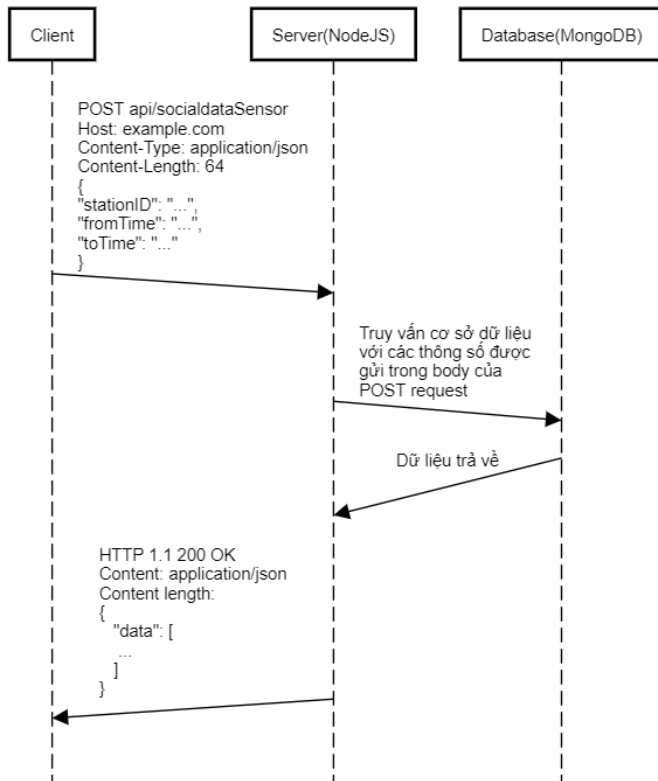 Client
Server(NodeJS)
Database(MongoDB)
POST api/socialdataSensor
Host: example.com
Content-Type: application/json
Content-Length: 64
{
"stationID": "...",
"fromTime": "...",
"toTime": "..."
}
Truy vấn cơ sở dữ liệu
với các thông số được
gửi trong body của
POST request
Dữ liệu trả về
HTTP 1.1 200 OK
Content: application/json
Content length:
{
"data": [
...
]
}